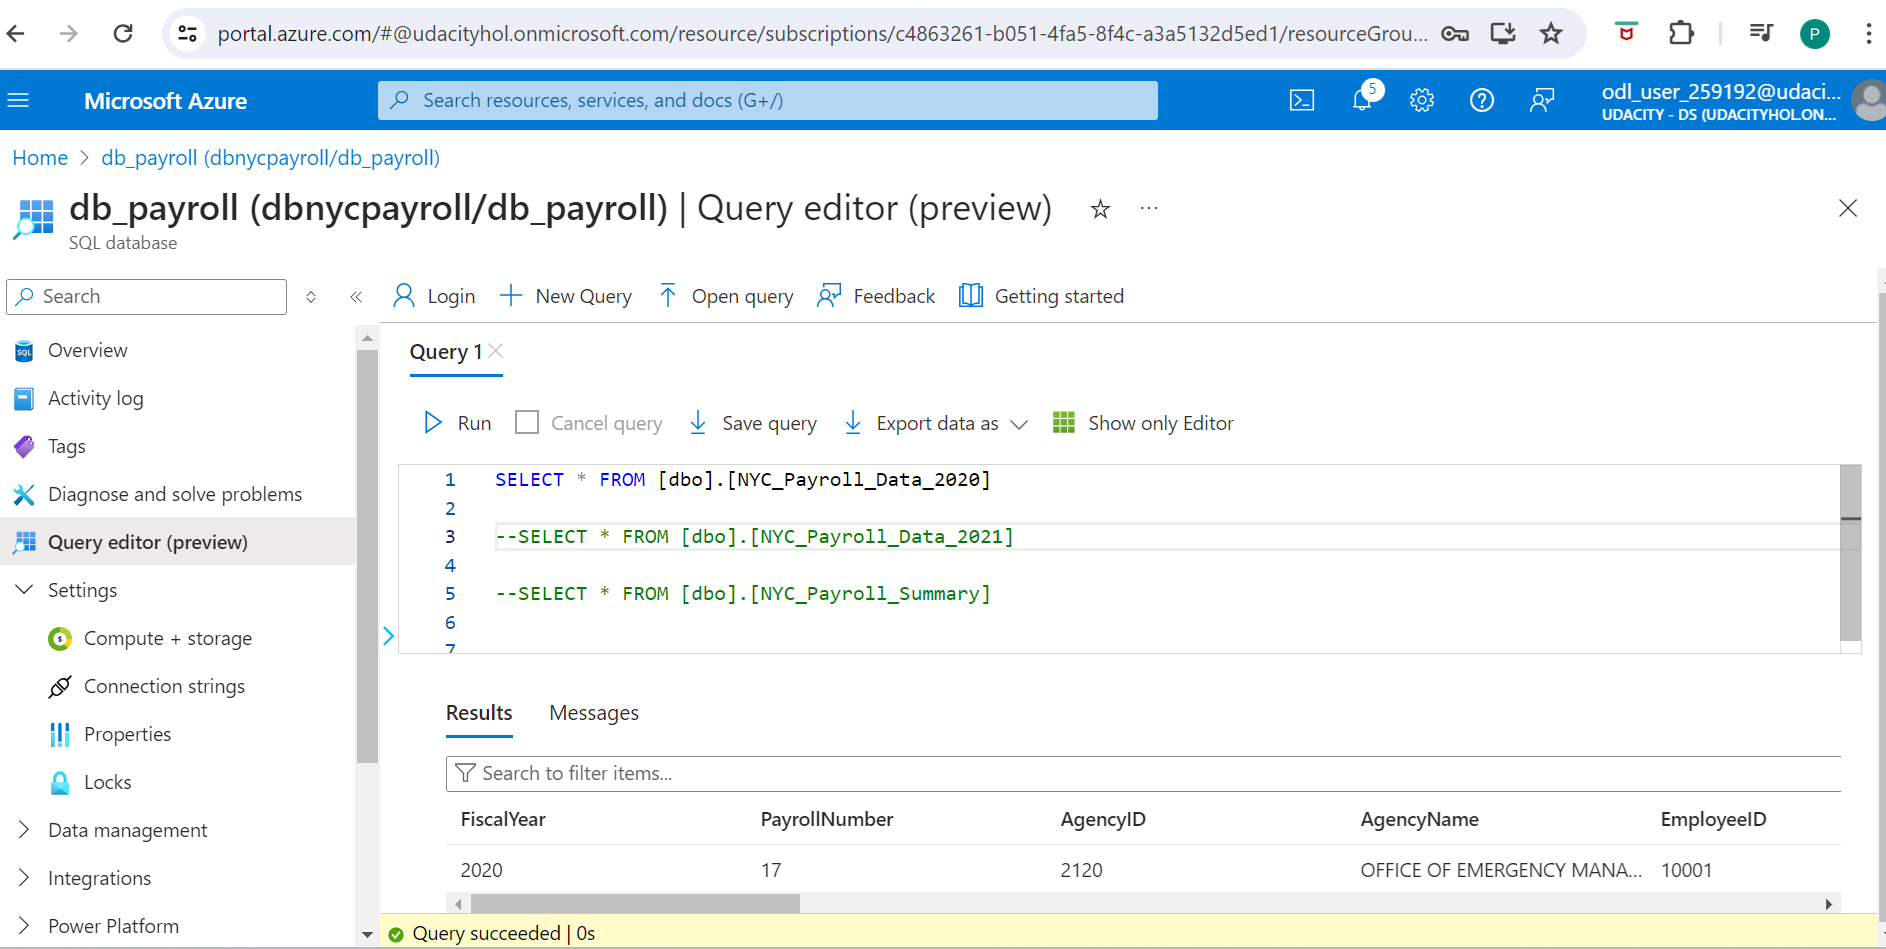 portal.azure.com/#@udacityhol.onmicrosoft.com/resource/subscriptions/c4863261-b051-4fa5-8f4c-a3a5132d5ed1/resourceGrou...
P
Microsoft Azure
Search resources, services, and docs (G+/)
5
odl_user_259192@udaci...
UDACITY - DS (UDACITYHOL.ON...
Home > db_payroll (dbnycpayroll/db_payroll)
db_payroll (dbnycpayroll/db_payroll) | Query editor (preview)
SQL database
Search
Overview
Activity log
Tags
Diagnose and solve problems
Query editor (preview)
Settings
Compute + storage
Connection strings
Properties
Locks
Data management
Integrations
Power Platform
Login
New Query
Open query
Feedback
Getting started
Query 1
Run
Cancel query
Save query
Export data as
Show only Editor
1 SELECT * FROM [dbo].[NYC_Payroll_Data_2020]
2
3 --SELECT * FROM [dbo].[NYC_Payroll_Data_2021]
4
5 --SELECT * FROM [dbo].[NYC_Payroll_Summary]
6
7
Results Messages
Search to filter items...
FiscalYear PayrollNumber AgencyID AgencyName EmployeeID
2020 17 2120 OFFICE OF EMERGENCY MANA... 10001
Query succeeded | 0s